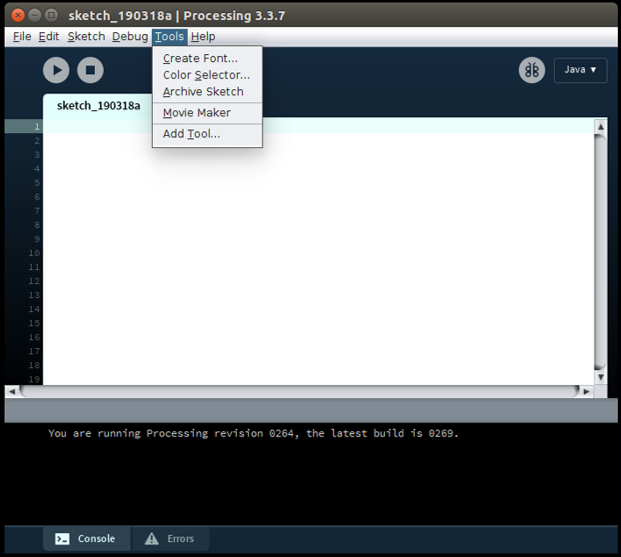 sketch_190318a | Processing 3.3.7
File Edit Sketch Debug Tools Help
Create Font...
Color Selector...
Archive Sketch
Movie Maker
Add Tool...
Java
sketch_190318a
1
2
3
4
5
6
7
8
9
10
11
12
13
14
15
16
17
18
19
You are running Processing revision 0264, the latest build is 0269.
Console Errors